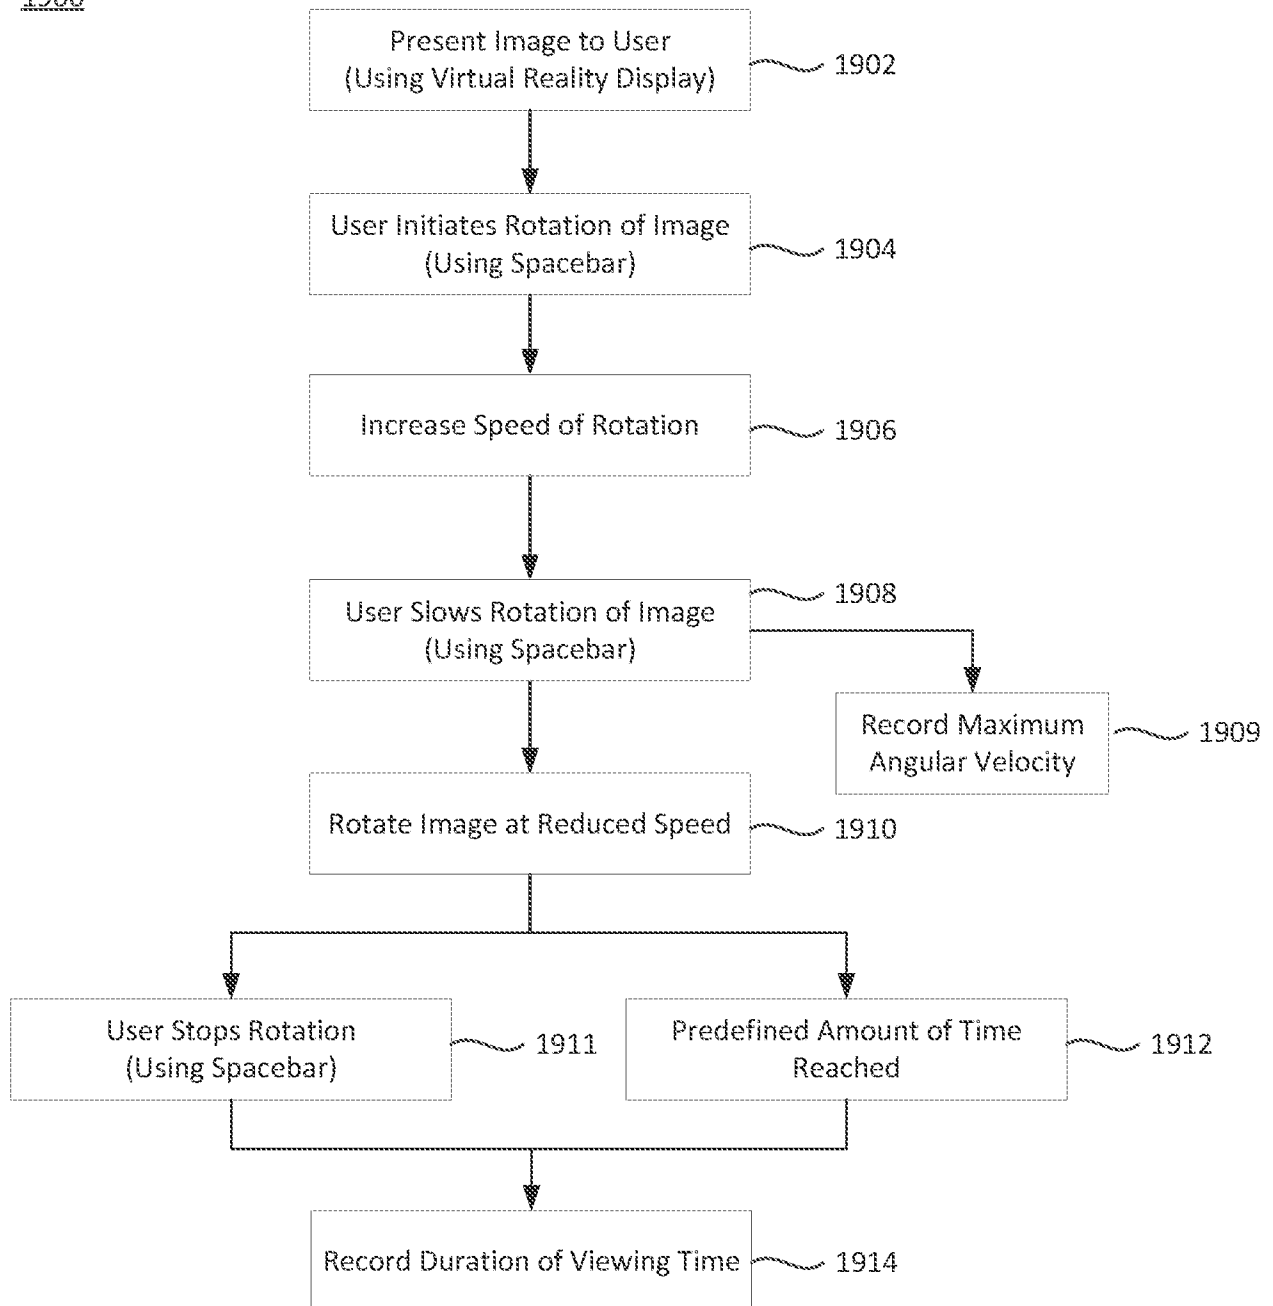 1900
Present Image to User
(Using Virtual Reality Display)
1902
User Initiates Rotation of Image
(Using Spacebar)
1904
Increase Speed of Rotation
1906
User Slows Rotation of Image
(Using Spacebar)
1908
Record Maximum
Angular Velocity
1909
Rotate Image at Reduced Speed
1910
User Stops Rotation
(Using Spacebar)
1911
Predefined Amount of Time
Reached
1912
Record Duration of Viewing Time
1914